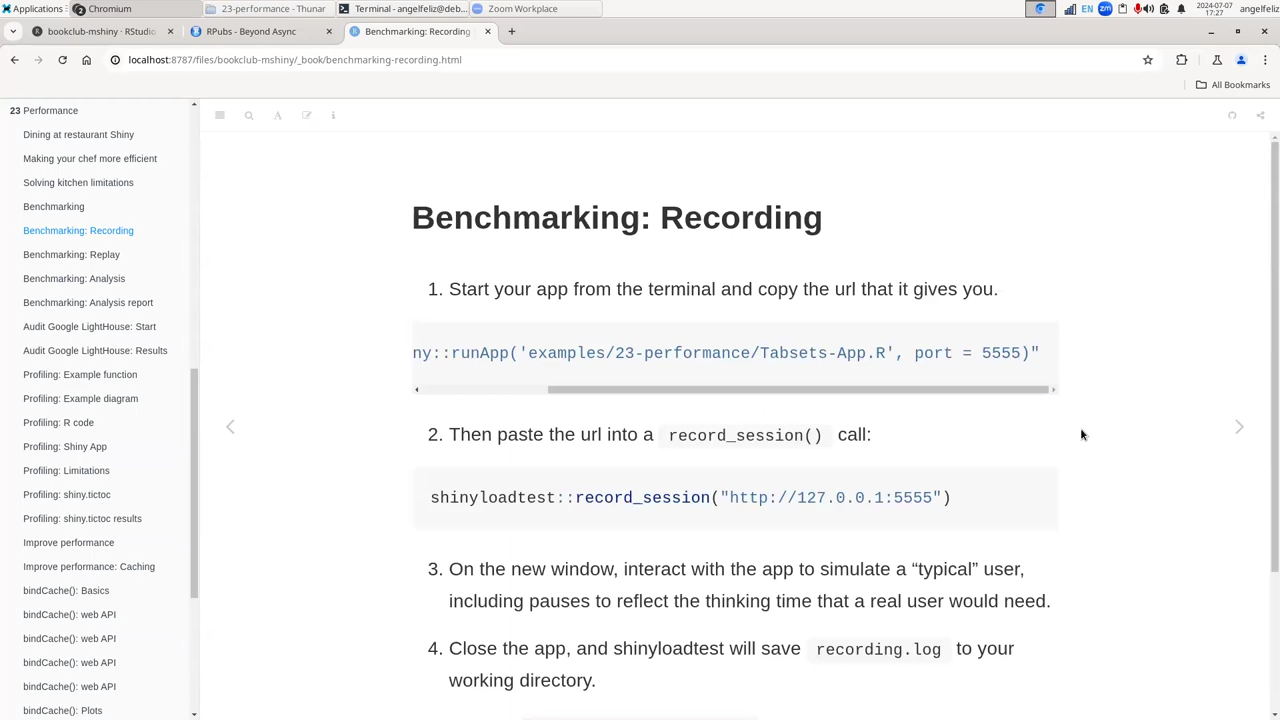 Applications
Chromium
23-performance - Thunar
Terminal - angelfeliz@deb...
Zoom Workplace
EN
zm
2024-07-07
17:27
angelfeliz
bookclub-mshiny · RStudio
RPubs - Beyond Async
Benchmarking: Recording
localhost:8787/files/bookclub-mshiny/_book/benchmarking-recording.html
All Bookmarks
23 Performance
Dining at restaurant Shiny
Making your chef more efficient
Solving kitchen limitations
Benchmarking
Benchmarking: Recording
Benchmarking: Replay
Benchmarking: Analysis
Benchmarking: Analysis report
Audit Google LightHouse: Start
Audit Google LightHouse: Results
Profiling: Example function
Profiling: Example diagram
Profiling: R code
Profiling: Shiny App
Profiling: Limitations
Profiling: shiny.tictoc
Profiling: shiny.tictoc results
Improve performance
Improve performance: Caching
bindCache(): Basics
bindCache(): web API
bindCache(): web API
bindCache(): web API
bindCache(): web API
bindCache(): Plots
Benchmarking: Recording
1. Start your app from the terminal and copy the url that it gives you.
ny::runApp('examples/23-performance/Tabsets-App.R', port = 5555)"
2. Then paste the url into a record_session() call:
shinyloadtest::record_session("http://127.0.0.1:5555")
3. On the new window, interact with the app to simulate a “typical” user,
including pauses to reflect the thinking time that a real user would need.
4. Close the app, and shinyloadtest will save recording.log to your
working directory.